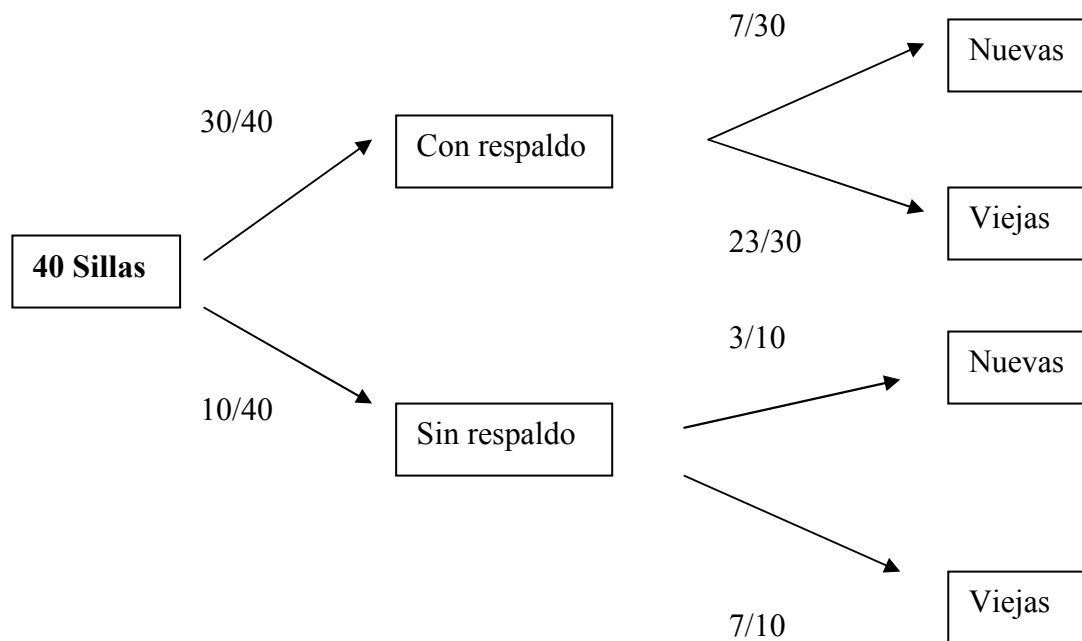 7/30
Nuevas
30/40
Con respaldo
Viejas
23/30
40 Sillas
3/10
Nuevas
10/40
Sin respaldo
Viejas
7/10